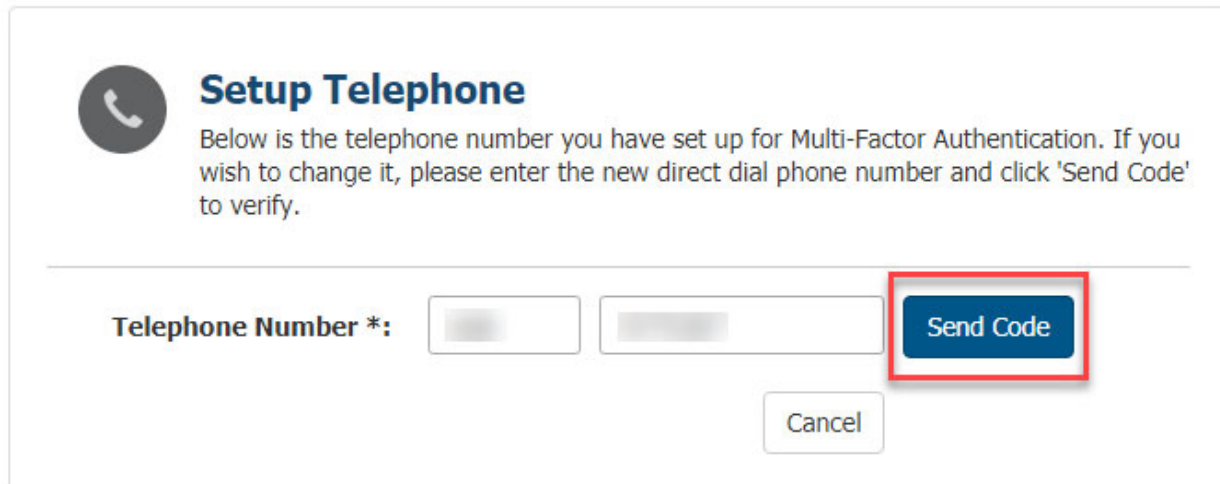 Setup Telephone
Below is the telephone number you have set up for Multi-Factor Authentication. If you
wish to change it, please enter the new direct dial phone number and click 'Send Code'
to verify.
Telephone Number *:
Send Code
Cancel